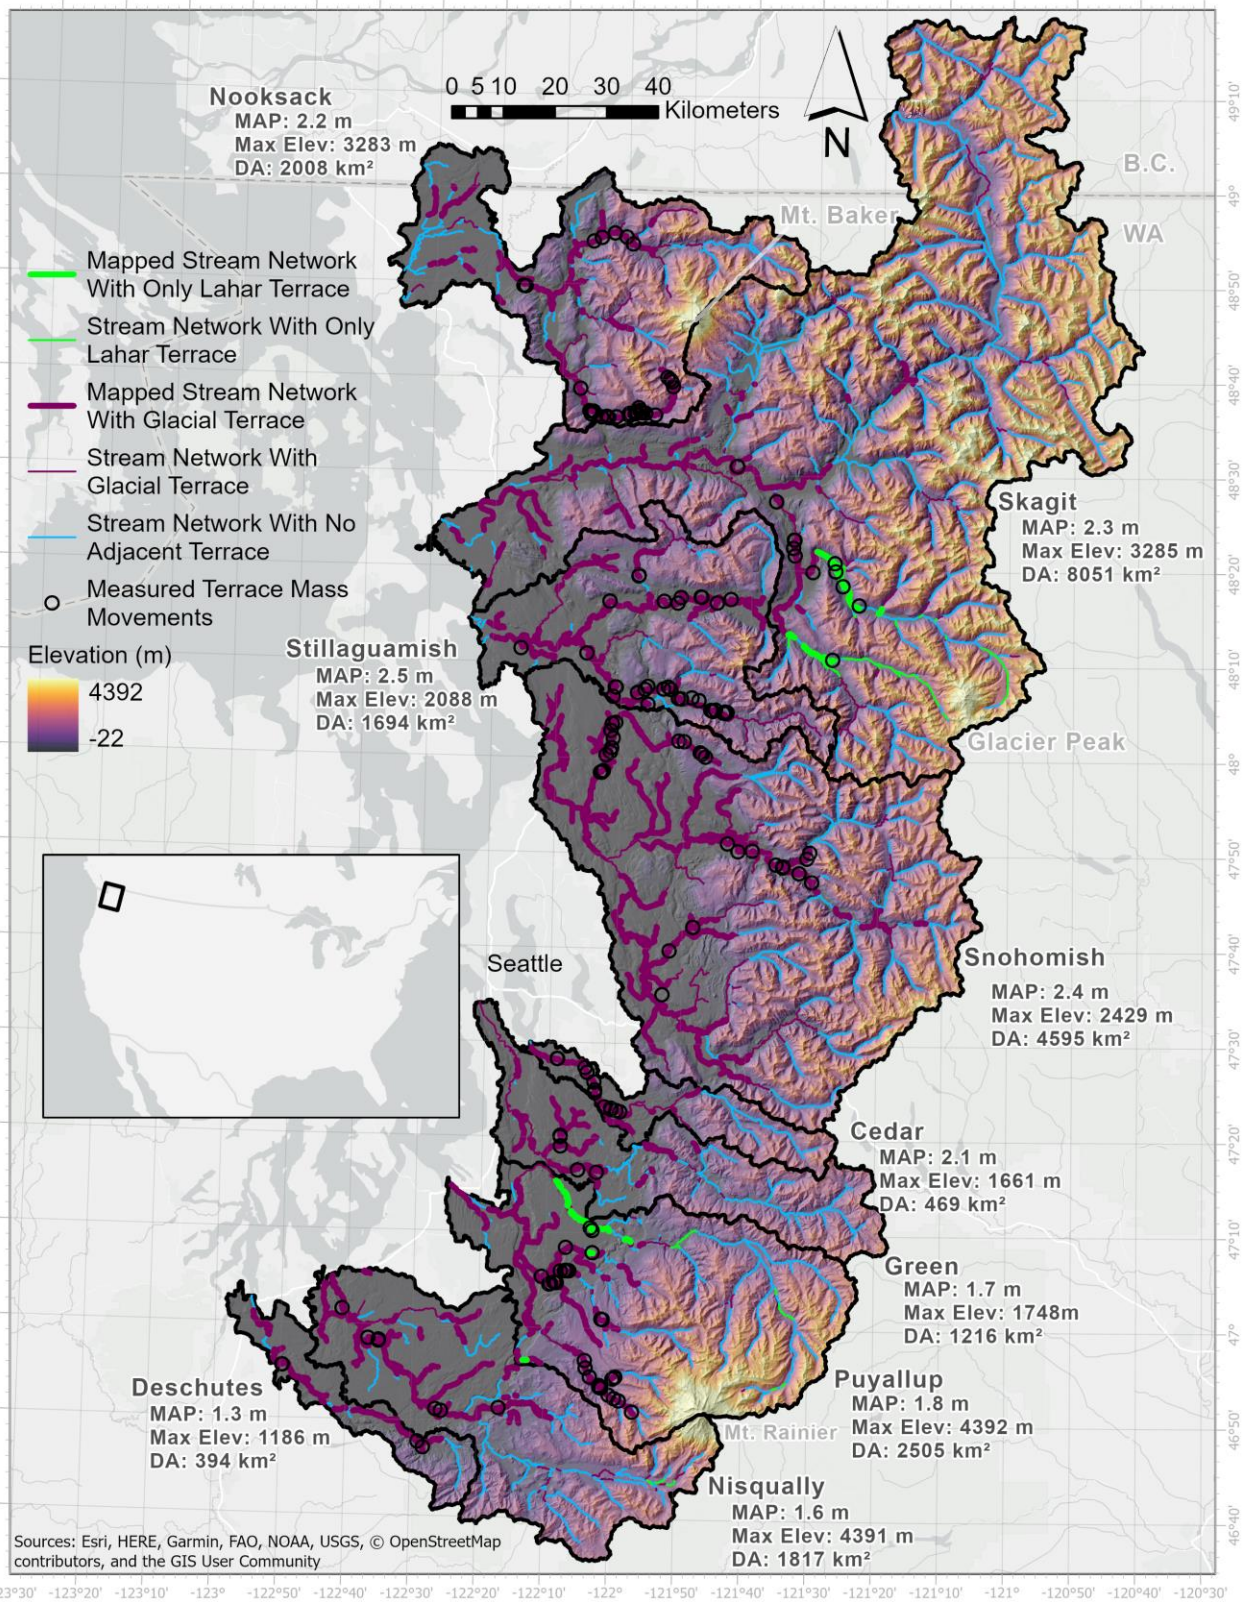 Nooksack
MAP: 2.2 m
Max Elev: 3283 m
DA: 2008 km²
0 5 10 20 30 40
Kilometers
N
B.C.
WA
Mt. Baker
Mapped Stream Network
With Only Lahar Terrace
Stream Network With Only
Lahar Terrace
Mapped Stream Network
With Glacial Terrace
Stream Network With
Glacial Terrace
Stream Network With No
Adjacent Terrace
Measured Terrace Mass
Movements
Elevation (m)
4392
-22
Skagit
MAP: 2.3 m
Max Elev: 3285 m
DA: 8051 km²
Stillaguamish
MAP: 2.5 m
Max Elev: 2088 m
DA: 1694 km²
Glacier Peak
Snohomish
MAP: 2.4 m
Max Elev: 2429 m
DA: 4595 km²
Seattle
Cedar
MAP: 2.1 m
Max Elev: 1661 m
DA: 469 km²
Green
MAP: 1.7 m
Max Elev: 1748m
DA: 1216 km²
Puyallup
MAP: 1.8 m
Max Elev: 4392 m
DA: 2505 km²
Mt. Rainier
Deschutes
MAP: 1.3 m
Max Elev: 1186 m
DA: 394 km²
Nisqually
MAP: 1.6 m
Max Elev: 4391 m
DA: 1817 km²
Sources: Esri, HERE, Garmin, FAO, NOAA, USGS, © OpenStreetMap
contributors, and the GIS User Community
49°10'
49°
48°50'
48°40'
48°30'
48°20'
48°10'
48°
47°50'
47°40'
47°30'
47°20'
47°10'
47°
46°50'
46°40'
-123°20' -123°10' -123° -122°50' -122°40' -122°30' -122°20' -122°10' -122° -121°50' -121°40' -121°30' -121°20' -121°10' -121° -120°50' -120°40' -120°30'